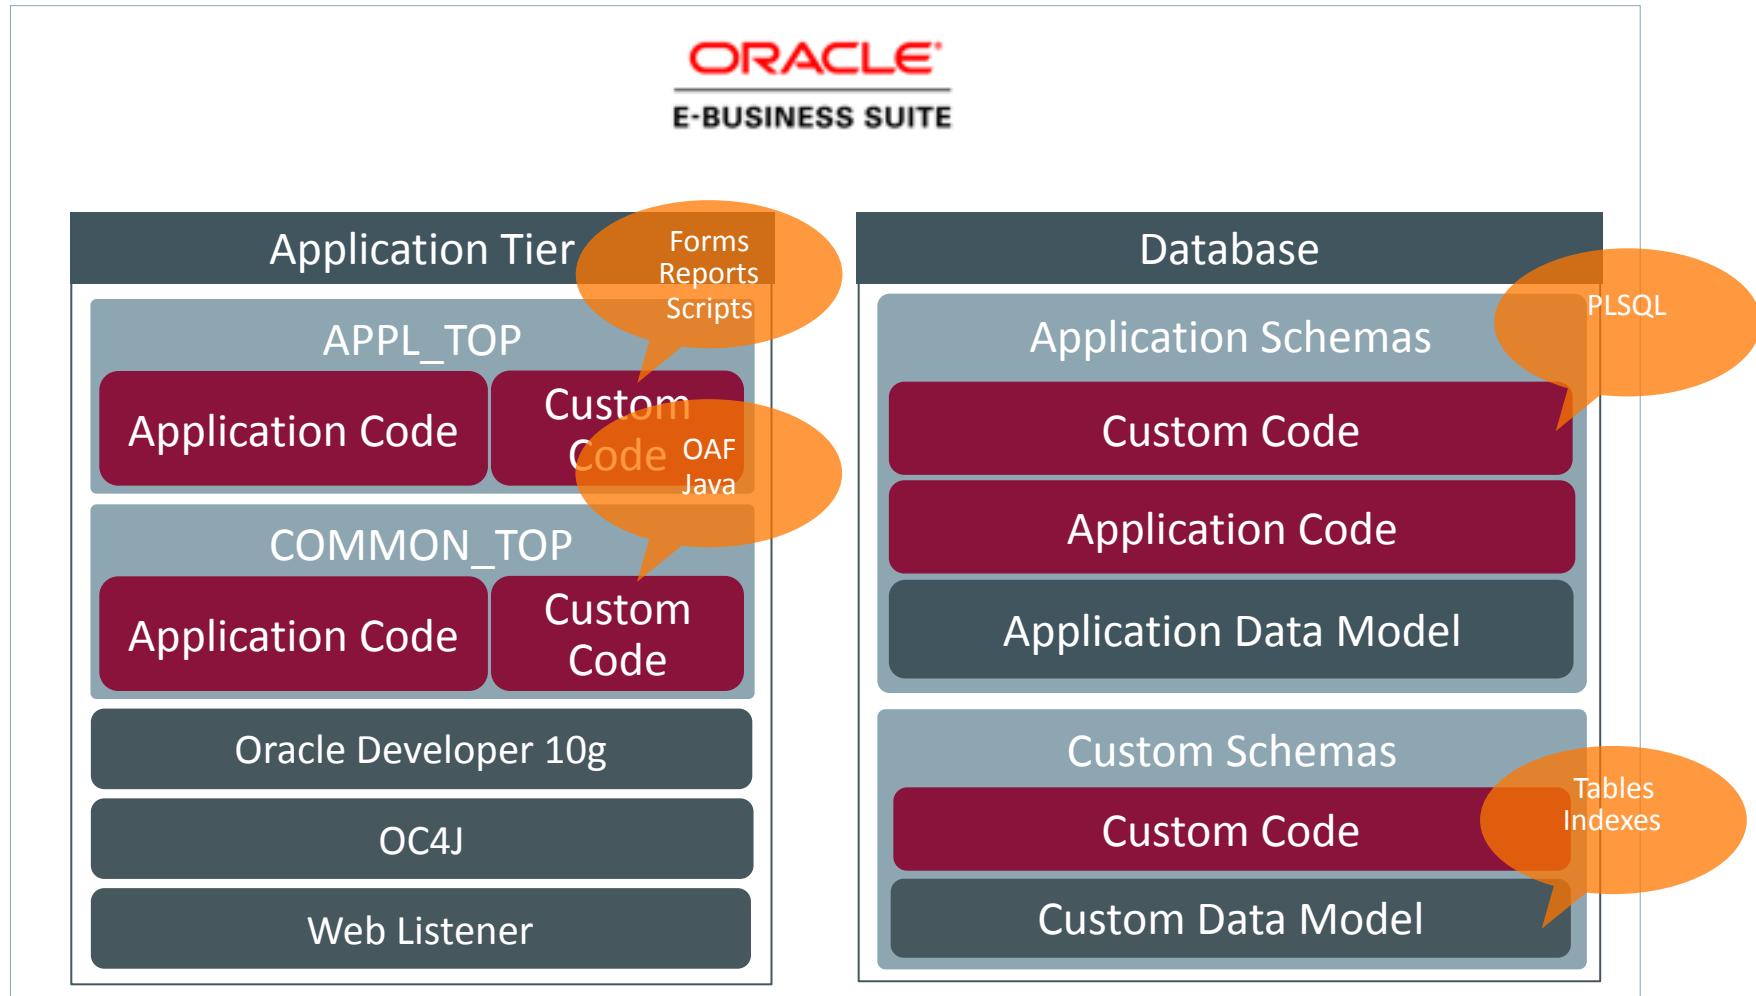 ORACLE
E-BUSINESS SUITE
Application Tier
Forms
Reports
Scripts
APPL_TOP
Application Code
Custom
Code
OAF
Java
COMMON_TOP
Application Code
Custom
Code
Oracle Developer 10g
OC4J
Web Listener
Database
PLSQL
Application Schemas
Custom Code
Application Code
Application Data Model
Custom Schemas
Tables
Indexes
Custom Code
Custom Data Model